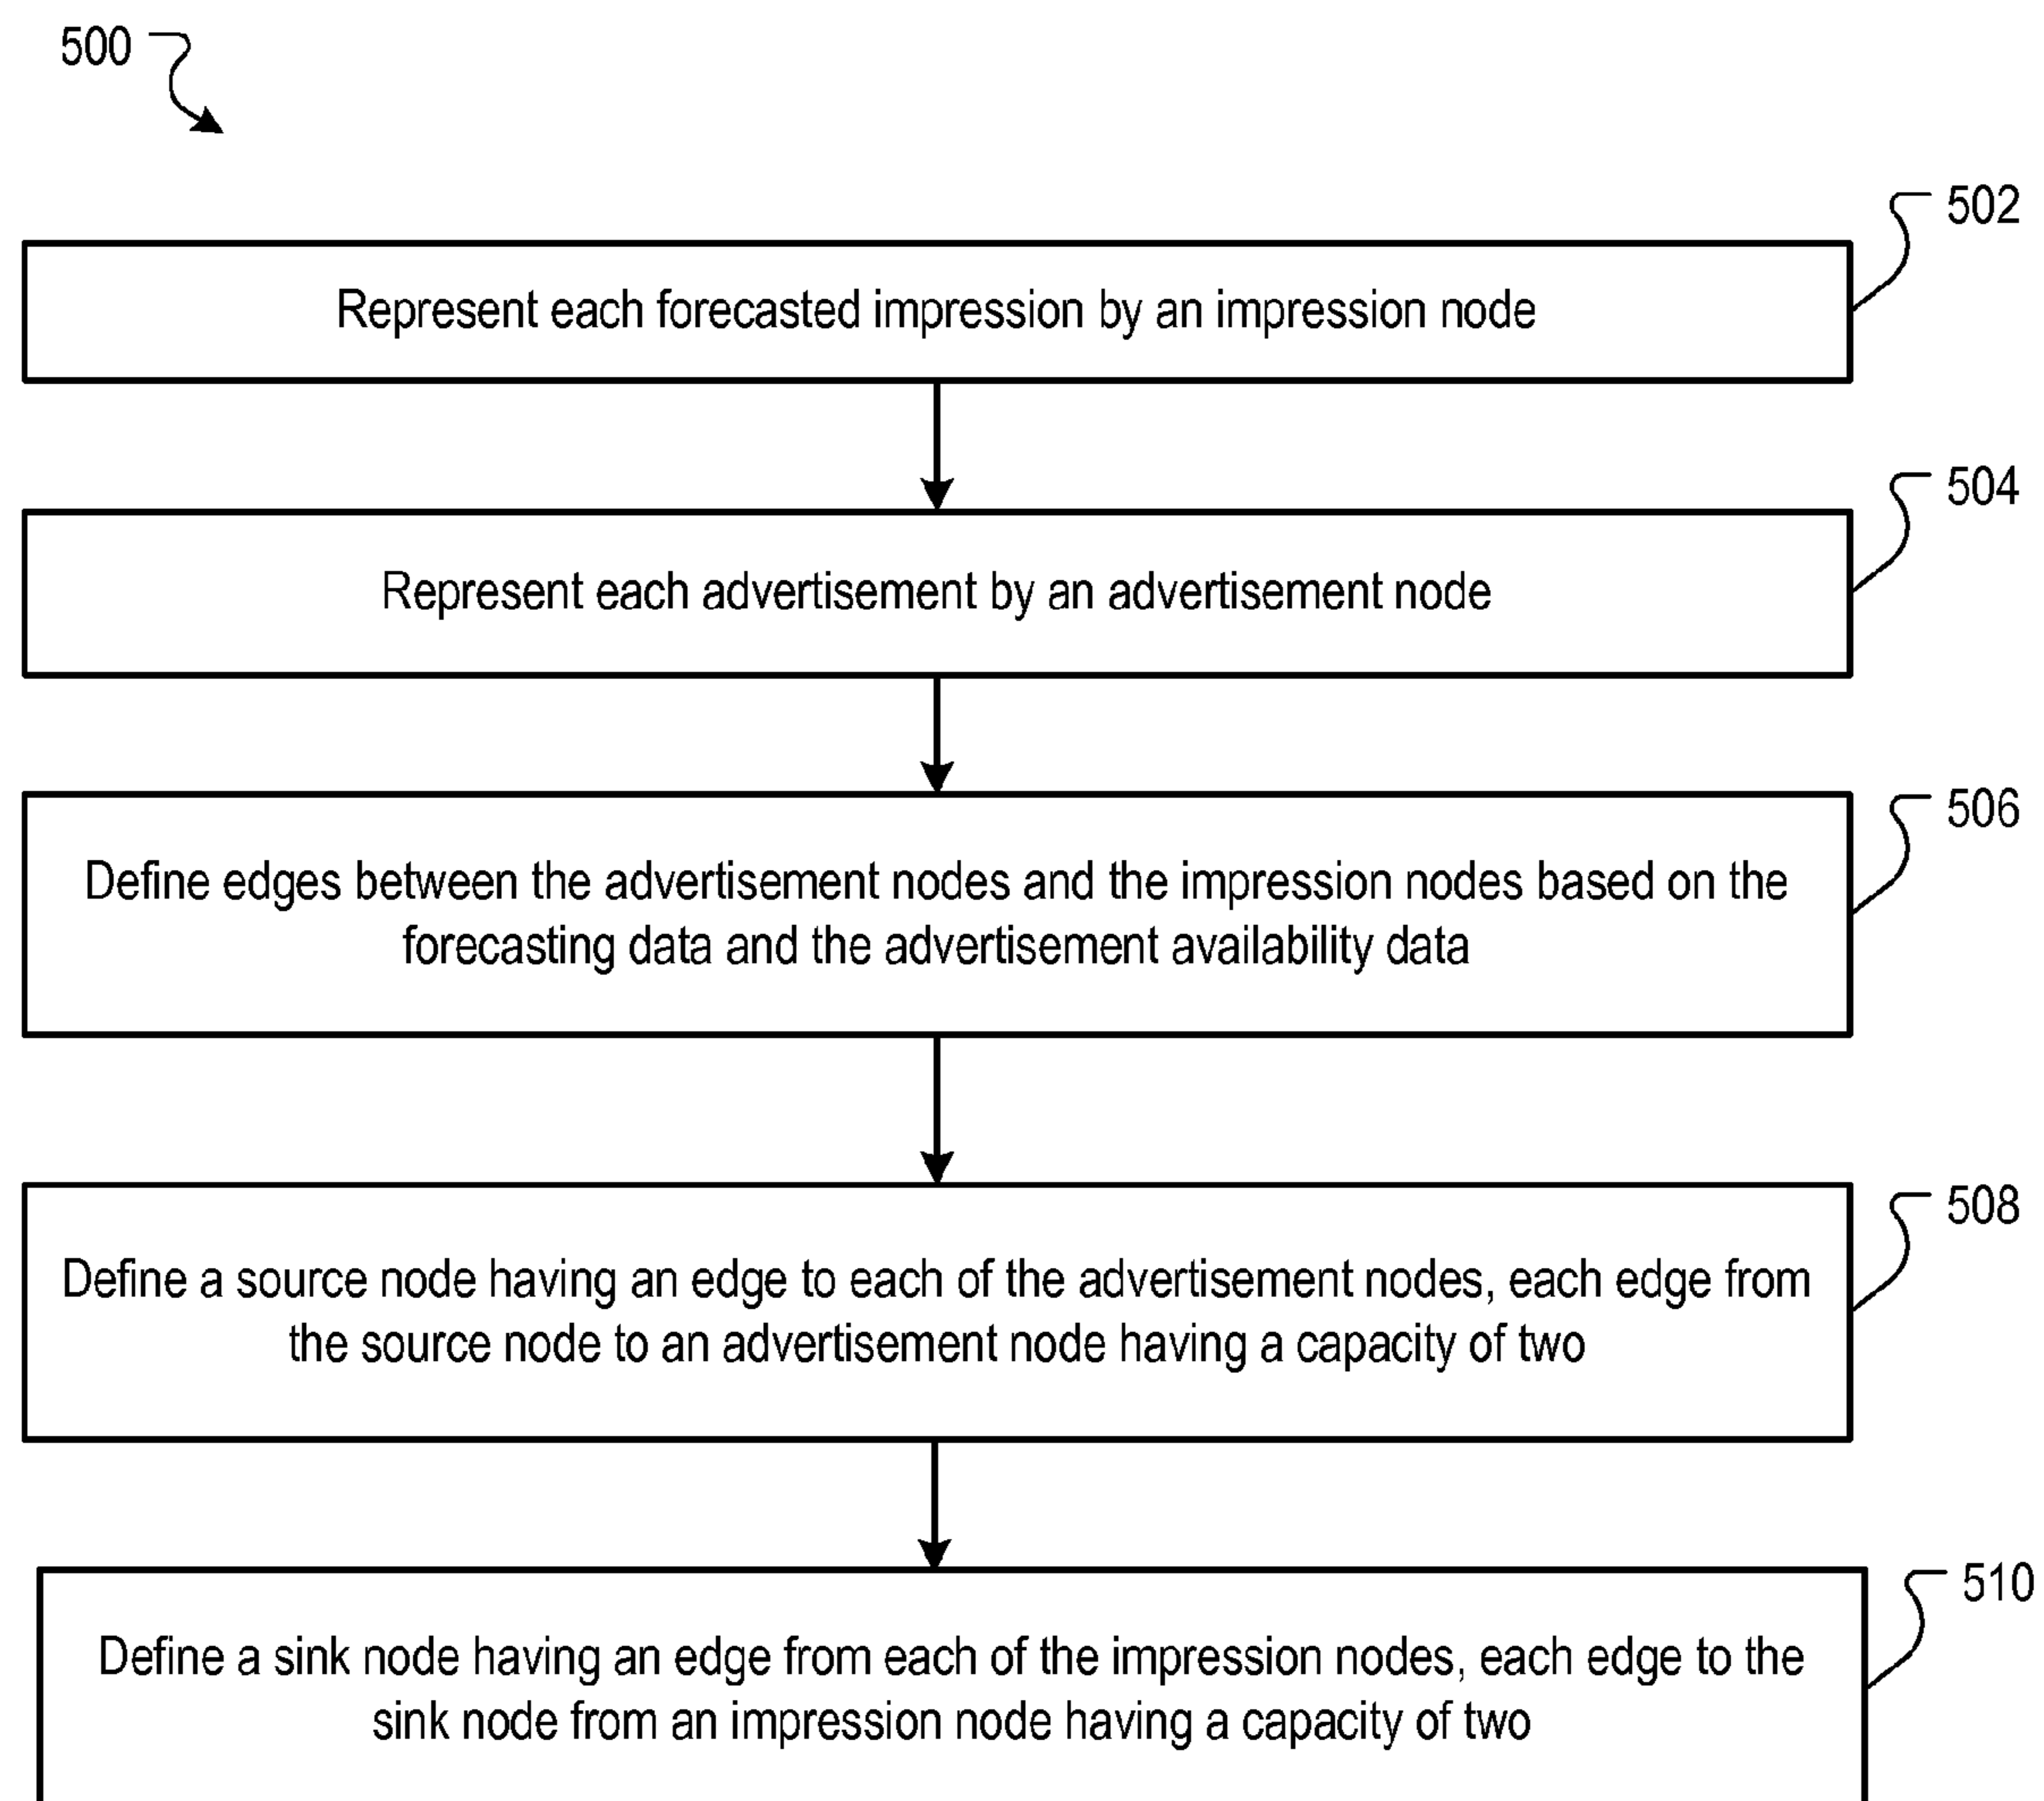 500
502
Represent each forecasted impression by an impression node
504
Represent each advertisement by an advertisement node
506
Define edges between the advertisement nodes and the impression nodes based on the
forecasting data and the advertisement availability data
508
Define a source node having an edge to each of the advertisement nodes, each edge from
the source node to an advertisement node having a capacity of two
510
Define a sink node having an edge from each of the impression nodes, each edge to the
sink node from an impression node having a capacity of two